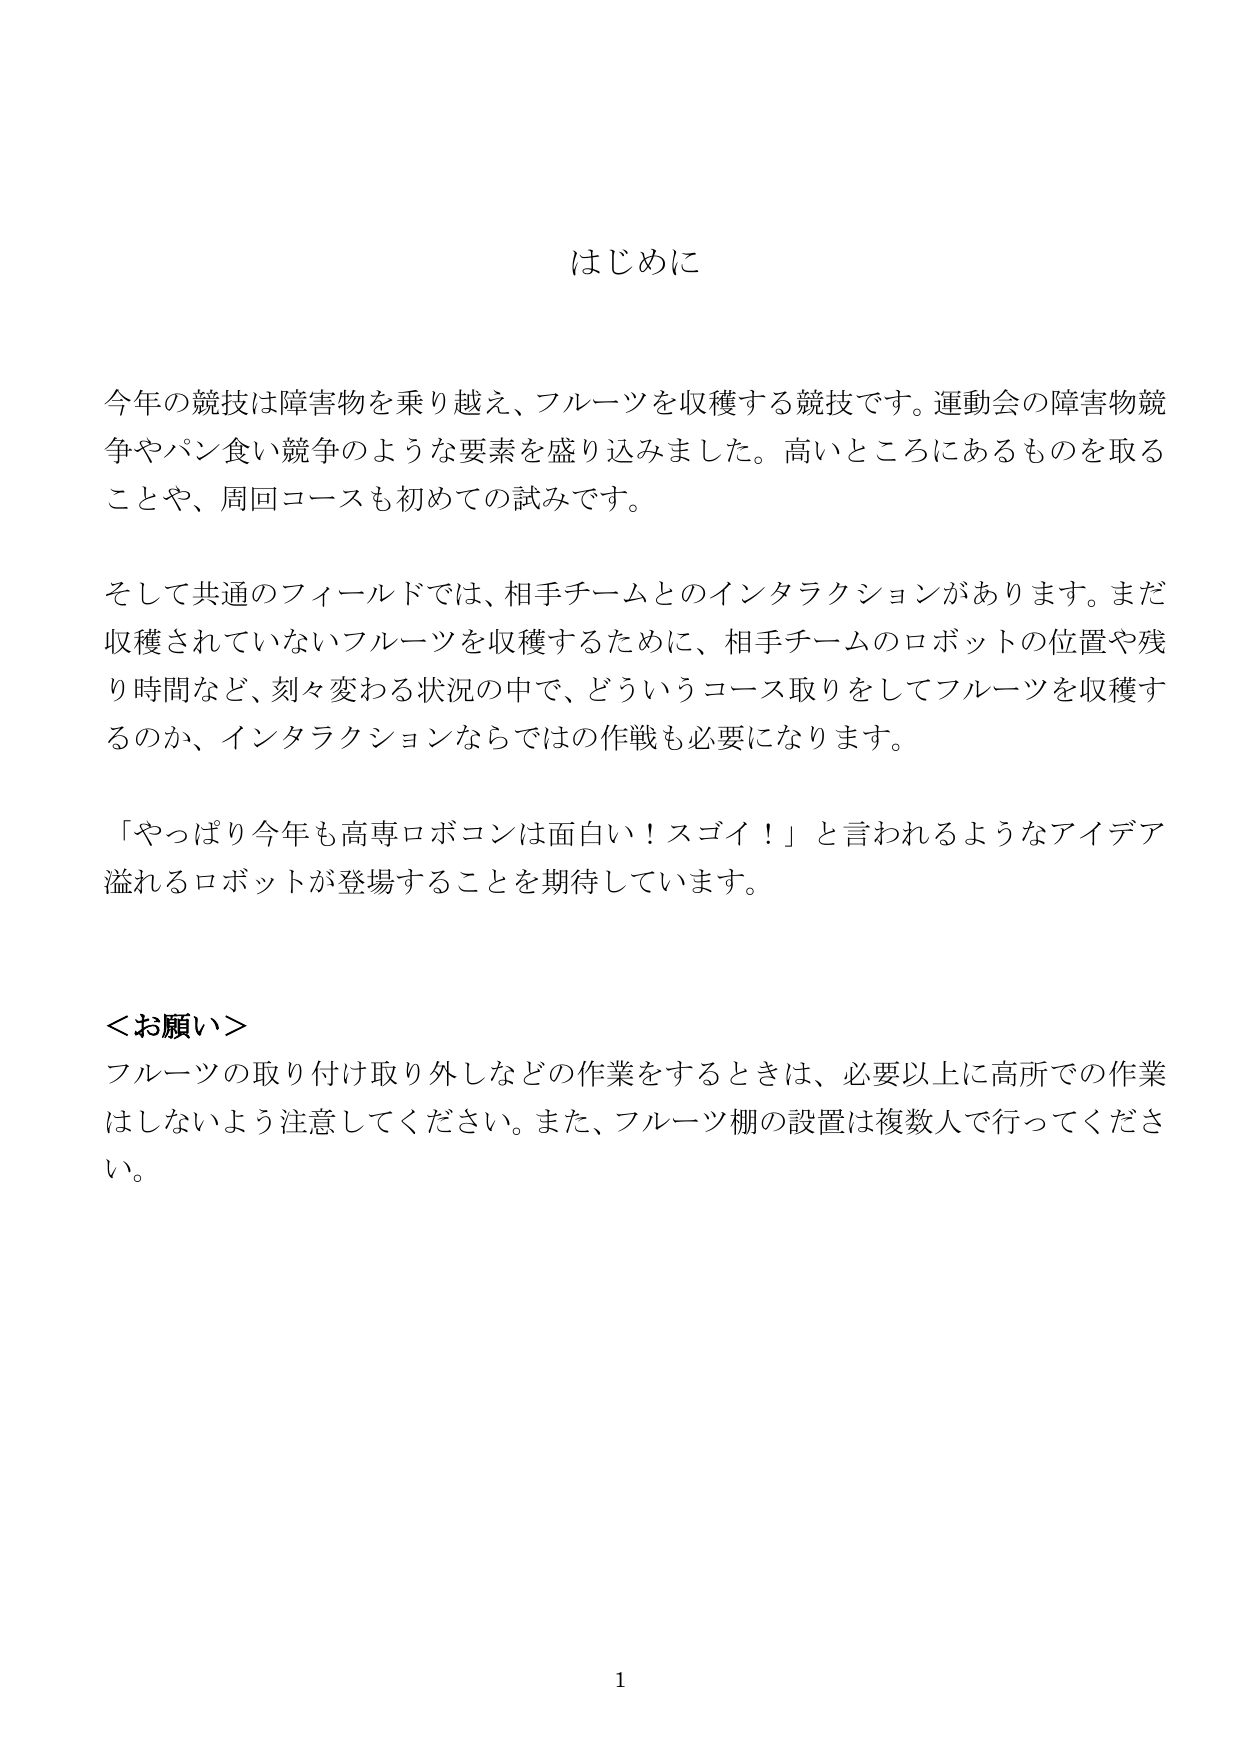 はじめに
今年の競技は障害物を乗り越え、フルーツを収穫する競技です。運動会の障害物競
争やパン食い競争のような要素を盛り込みました。高いところにあるものを取る
ことや、周回コースも初めての試みです。
そして共通のフィールドでは、相手チームとのインタラクションがあります。まだ
収穫されていないフルーツを収穫するために、相手チームのロボットの位置や残
り時間など、刻々変わる状況の中で、どういうコース取りをしてフルーツを収穫す
るのか、インタラクションならではの作戦も必要になります。
「やっぱり今年も高専ロボコンは面白い！スゴイ！」と言われるようなアイデア
溢れるロボットが登場することを期待しています。
＜お願い＞
フルーツの取り付け取り外しなどの作業をするときは、必要以上に高所での作業
はしないよう注意してください。また、フルーツ棚の設置は複数人で行ってくださ
い。
1